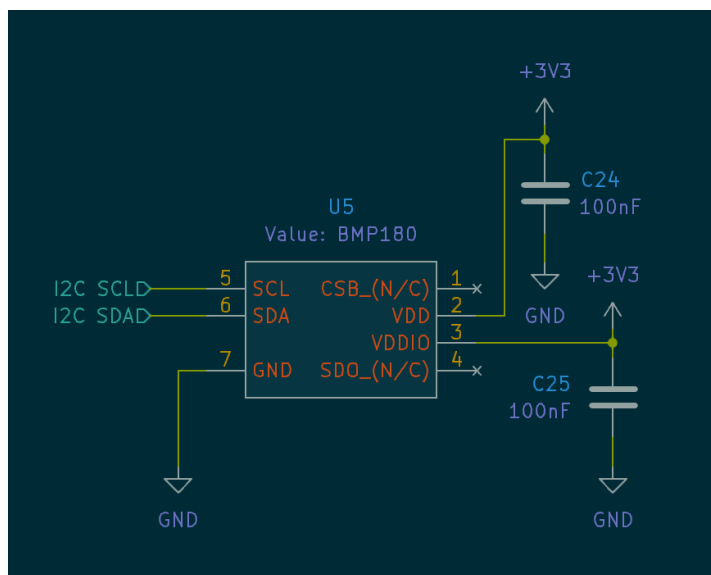 +3V3
C24
100nF
U5
Value: BMP180
I2C SCL
5
SCL
CSB_(N/C)
1
I2C SDA
6
SDA
VDD
2
GND
+3V3
VDDIO
3
7
GND
SDO_(N/C)
4
C25
100nF
GND
GND